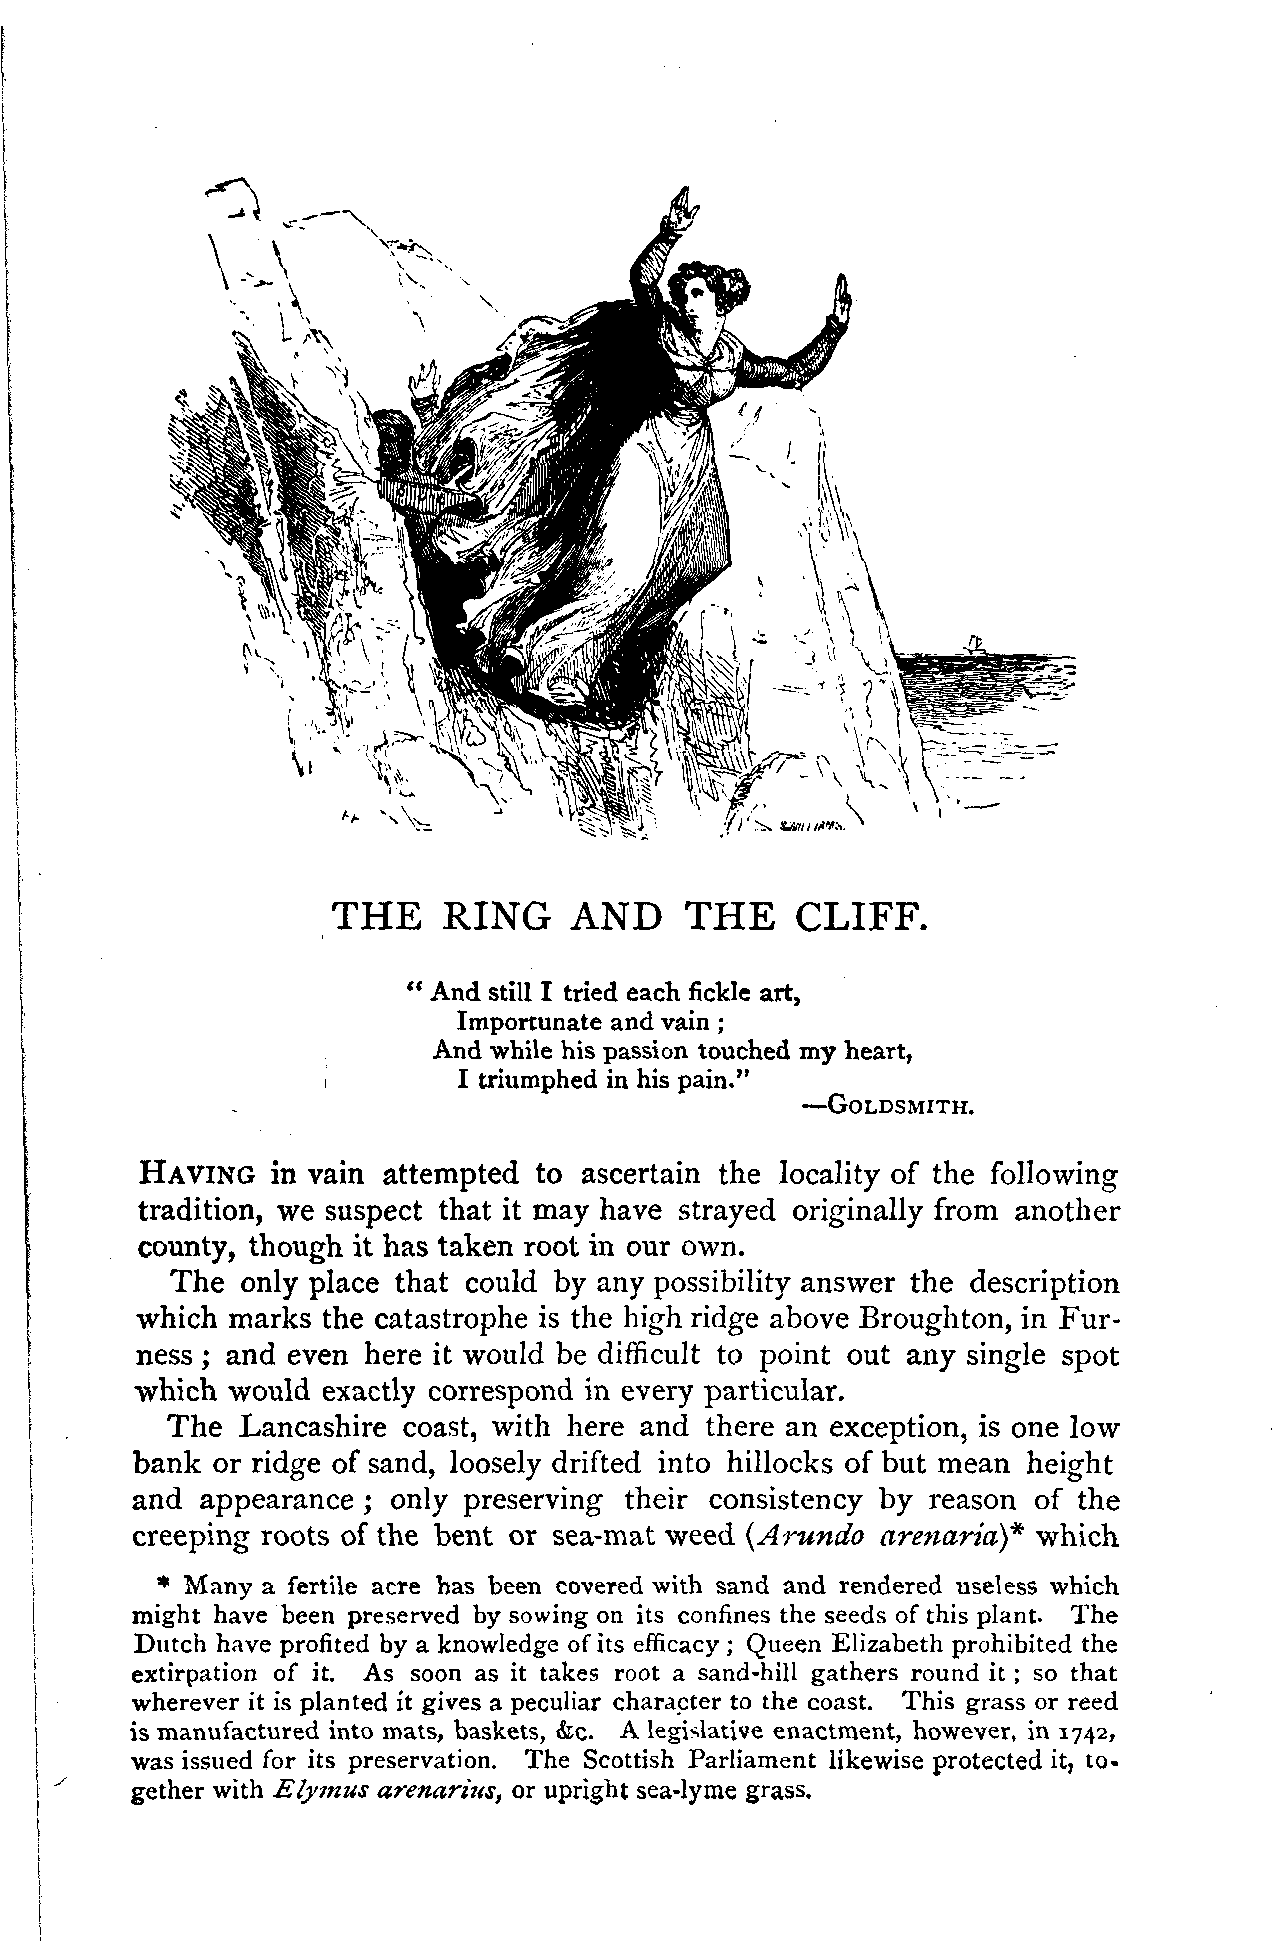 THE RING AND THE CLIFF.
" And still I tried each fickle art,
Importunate and vain ;
And while his passion touched my heart,
I triumphed in his pain."
—GOLDSMITH.
HAVING in vain attempted to ascertain the locality of the following
tradition, we suspect that it may have strayed originally from another
county, though it has taken root in our own.
The only place that could by any possibility answer the description
which marks the catastrophe is the high ridge above Broughton, in Fur-
ness ; and even here it would be difficult to point out any single spot
which would exactly correspond in every particular.
The Lancashire coast, with here and there an exception, is one low
bank or ridge of sand, loosely drifted into hillocks of but mean height
and appearance ; only preserving their consistency by reason of the
creeping roots of the bent or sea-mat weed (Arundo arenaria)* which
* Many a fertile acre has been covered with sand and rendered useless which
might have been preserved by sowing on its confines the seeds of this plant. The
Dutch have profited by a knowledge of its efficacy ; Queen Elizabeth prohibited the
extirpation of it. As soon as it takes root a sand-hill gathers round it ; so that
wherever it is planted it gives a peculiar character to the coast. This grass or reed
is manufactured into mats, baskets, &c. A legislative enactment, however, in 1742,
was issued for its preservation. The Scottish Parliament likewise protected it, to-
gether with Elymus arenarius, or upright sea-lyme grass.